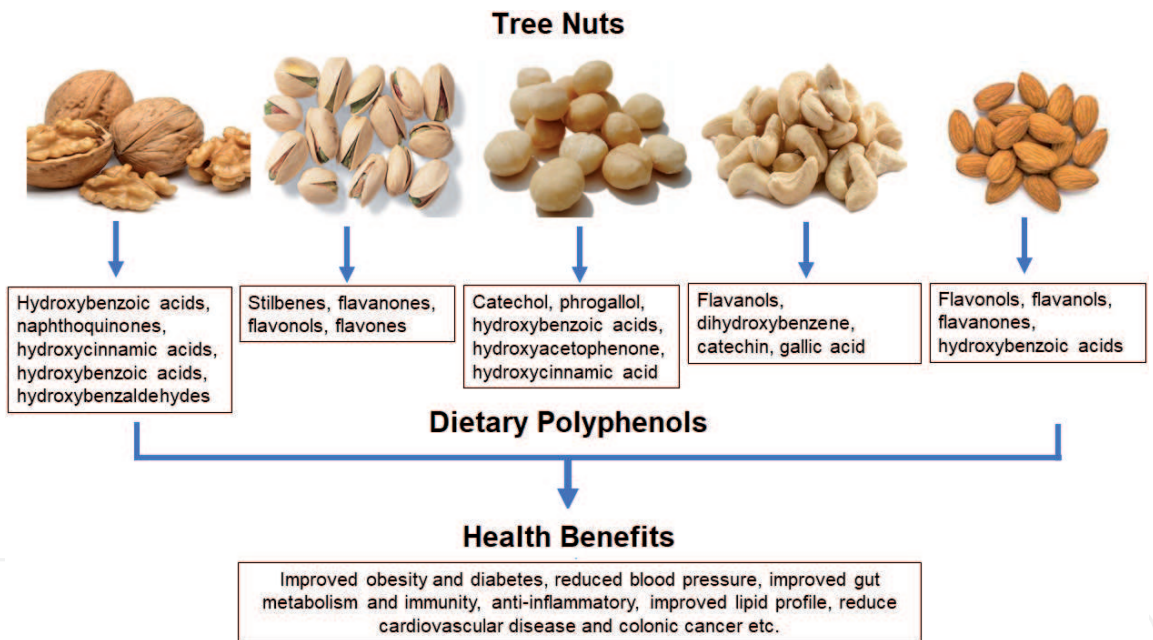 Tree Nuts
Hydroxybenzoic acids,
naphthoquinones,
hydroxycinnamic acids,
hydroxybenzoic acids,
hydroxybenzaldehydes
Stilbenes, flavanones,
flavonols, flavones
Catechol, phrogallol,
hydroxybenzoic acids,
hydroxyacetophenone,
hydroxycinnamic acid
Flavanols,
dihydroxybenzene,
catechin, gallic acid
Flavonols, flavanols,
flavanones,
hydroxybenzoic acids
Dietary Polyphenols
Health Benefits
Improved obesity and diabetes, reduced blood pressure, improved gut
metabolism and immunity, anti-inflammatory, improved lipid profile, reduce
cardiovascular disease and colonic cancer etc.